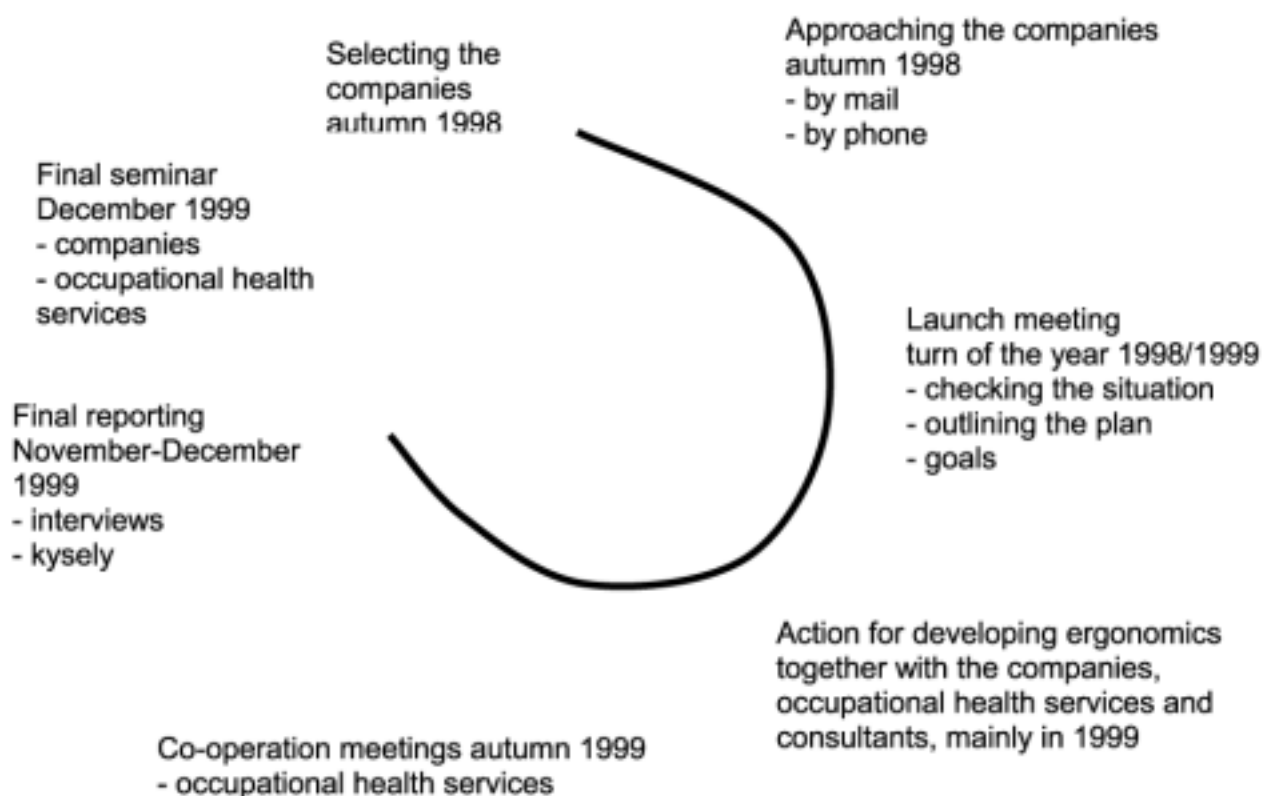 Selecting the
companies
autumn 1998
Approaching the companies
autumn 1998
- by mail
- by phone
Launch meeting
turn of the year 1998/1999
- checking the situation
- outlining the plan
- goals
Action for developing ergonomics
together with the companies,
occupational health services and
consultants, mainly in 1999
Co-operation meetings autumn 1999
- occupational health services
Final reporting
November-December
1999
- interviews
- kysely
Final seminar
December 1999
- companies
- occupational health
services